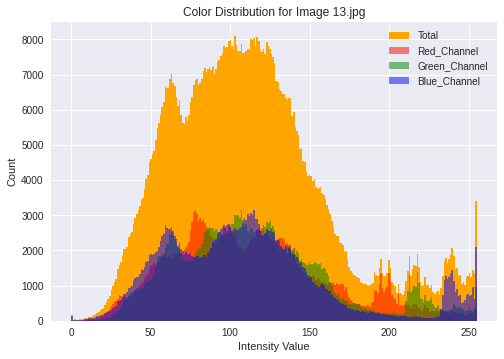 Color Distribution for Image 13.jpg
Total
Red_Channel
Green_Channel
Blue_Channel
8000
7000
6000
5000
4000
3000
2000
1000
0
Count
0 50 100 150 200 250
Intensity Value